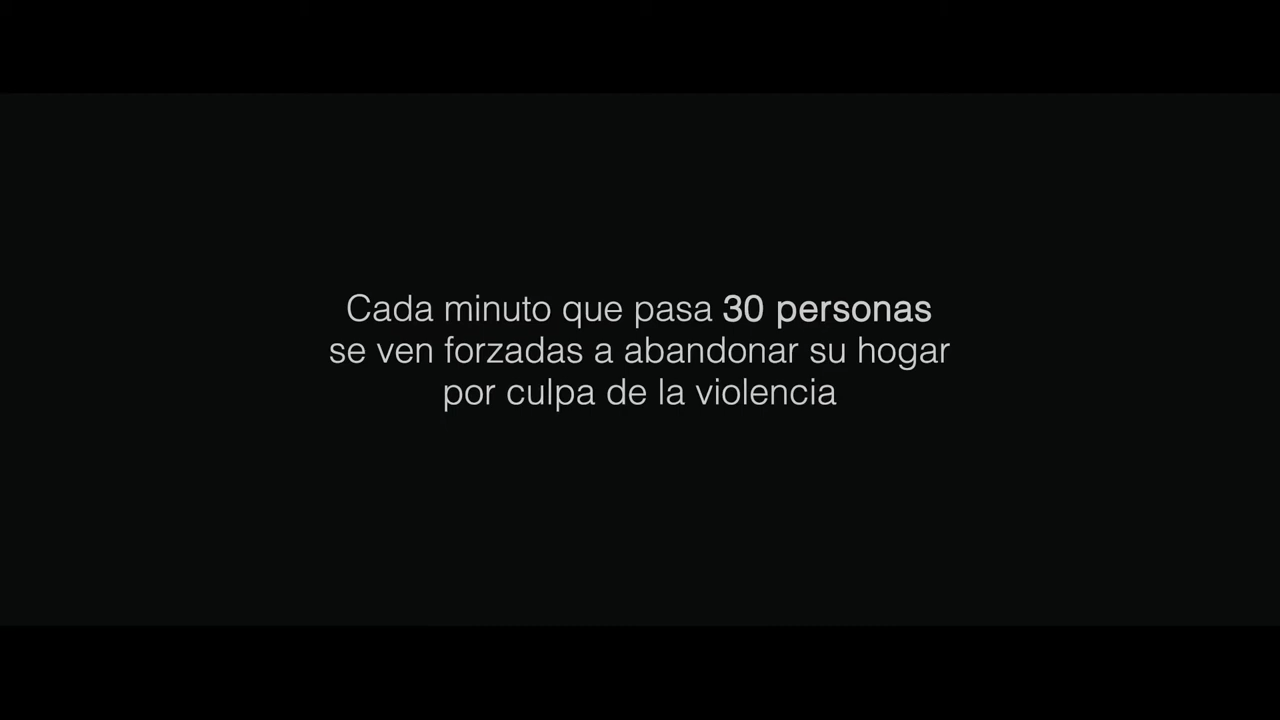 Cada minuto que pasa 30 personas
se ven forzadas a abandonar su hogar
por culpa de la violencia